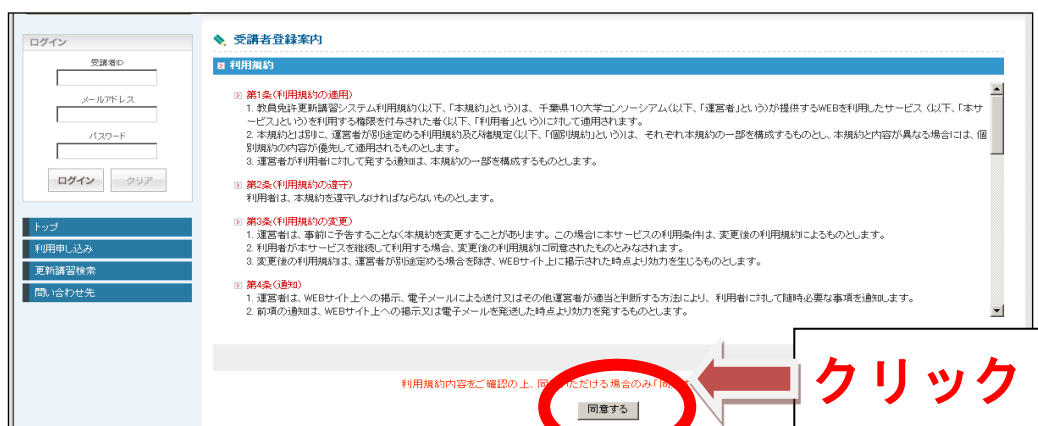 ログイン
受講者ID
メールアドレス
パスワード
ログイン クリア
トップ
利用申し込み
更新講習検索
問い合わせ先
受講者登録案内
利用規約
第1条(利用規約の適用)
1. 教員免許更新講習システム利用規約(以下、「本規約」という)は、千葉県10大学コンソーシアム(以下、「運営者」という)が提供するWEBを利用したサービス (以下、「本サ
ービス」という)を利用する権限を付与された者(以下、「利用者」という)に対して適用されます。
2. 本規約とは別に、運営者が別途定める利用規約及び諸規定(以下、「個別規約」という)は、それぞれ本規約の一部を構成するものとし、本規約と内容が異なる場合には、個
別規約の内容が優先して適用されるものとします。
3. 運営者が利用者に対して発する通知は、本規約の一部を構成するものとします。
第2条(利用規約の遵守)
利用者は、本規約を遵守しなければならないものとします。
第3条(利用規約の変更)
1. 運営者は、事前に予告することなく本規約を変更することがあります。この場合に本サービスの利用条件は、変更後の利用規約によるものとします。
2. 利用者が本サービスを継続して利用する場合、変更後の利用規約に同意されたものとみなされます。
3. 変更後の利用規約は、運営者が別途定める場合を除き、WEBサイト上に掲示された時点より効力を生じるものとします。
第4条(通知)
1. 運営者は、WEBサイト上への掲示、電子メールによる送付又はその他運営者が適当と判断する方法により、利用者に対して随時必要な事項を通知します。
2. 前項の通知は、WEBサイト上への掲示又は電子メールを発送した時点より効力を発するものとします。
利用規約内容をご確認の上、同 ただける場合のみ「同
同意する
クリック